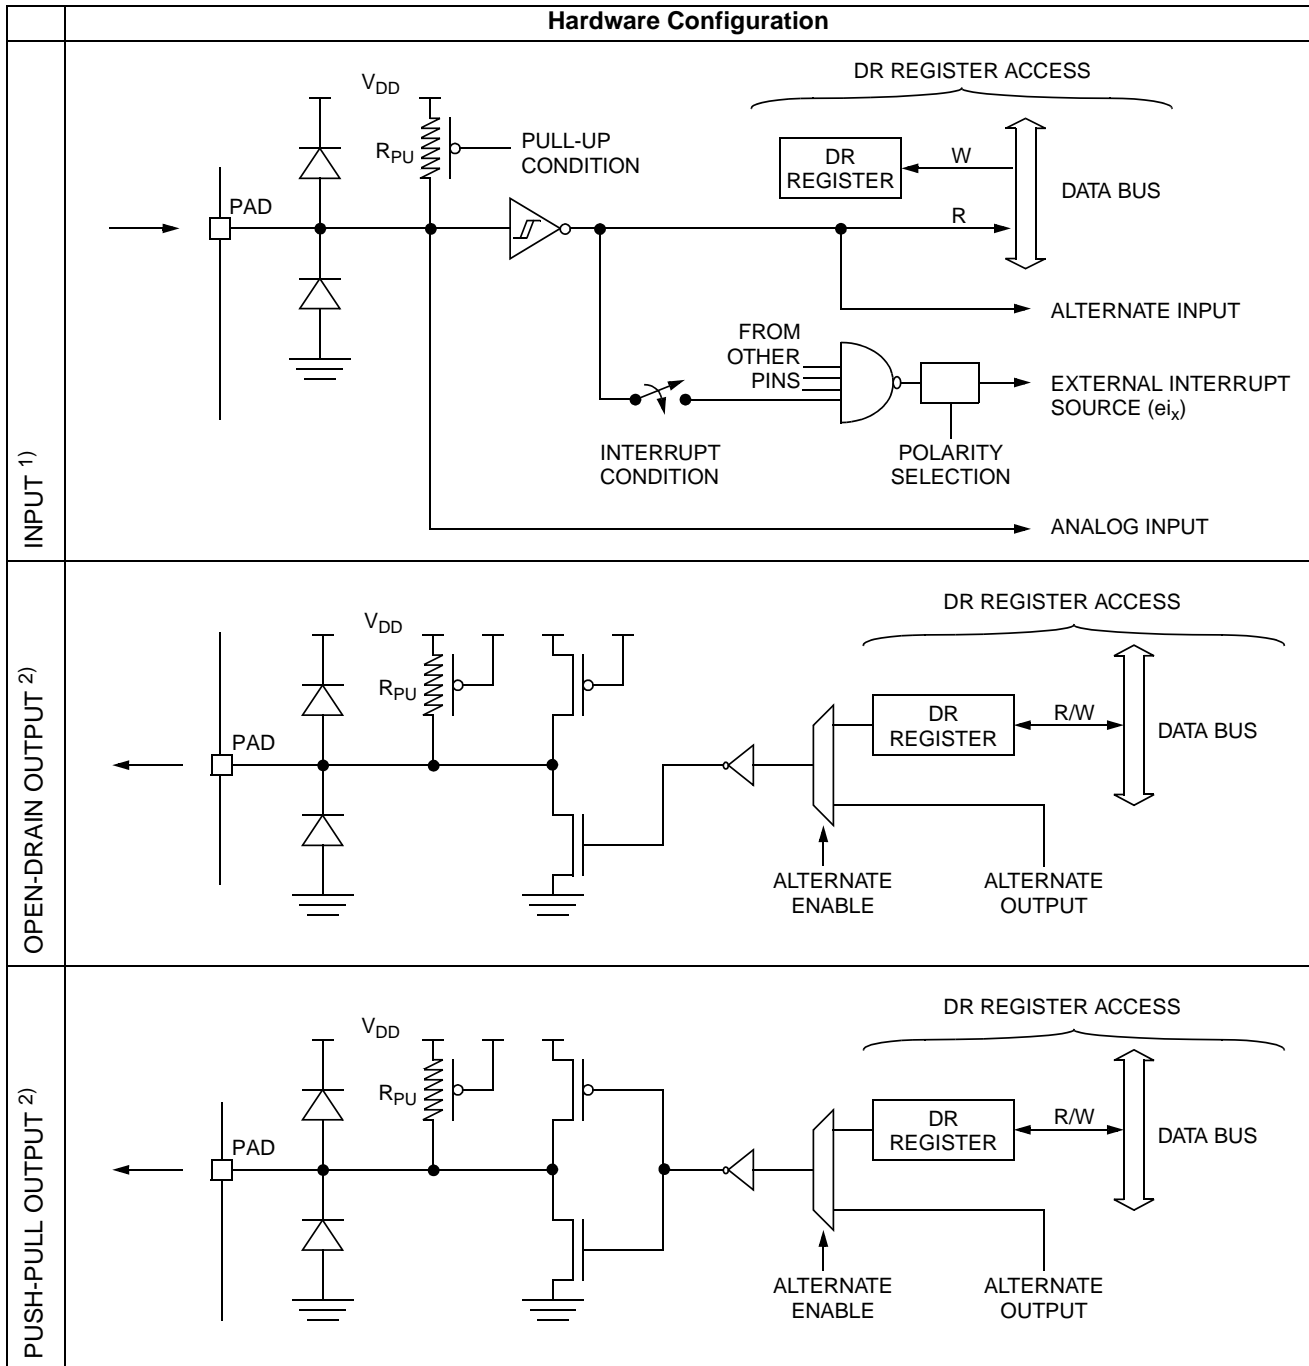 Hardware Configuration
INPUT 1)
DR REGISTER ACCESS
VDD
RPU
PULL-UP
CONDITION
DR
REGISTER
W
DATA BUS
PAD
R
ALTERNATE INPUT
FROM
OTHER
PINS
EXTERNAL INTERRUPT
SOURCE (eix)
INTERRUPT
CONDITION
POLARITY
SELECTION
ANALOG INPUT
OPEN-DRAIN OUTPUT 2)
DR REGISTER ACCESS
VDD
RPU
DR
REGISTER
R/W
DATA BUS
PAD
ALTERNATE
ENABLE
ALTERNATE
OUTPUT
PUSH-PULL OUTPUT 2)
DR REGISTER ACCESS
VDD
RPU
DR
REGISTER
R/W
DATA BUS
PAD
ALTERNATE
ENABLE
ALTERNATE
OUTPUT